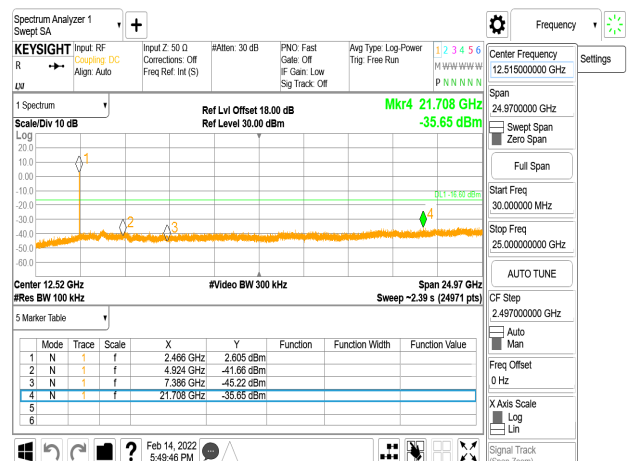 Spectrum Analyzer 1
Swept SA
Frequency
KEYSIGHT
R
LXI
Input: RF
Coupling: DC
Align: Auto
Input Z: 50 Ω
Corrections: Off
Freq Ref: Int (S)
#Atten: 30 dB
PNO: Fast
Gate: Off
IF Gain: Low
Sig Track: Off
Avg Type: Log-Power
Trig: Free Run
1 2 3 4 5 6
M W W W W W
P N N N N N
Center Frequency
12.515000000 GHz
Settings
1 Spectrum
Scale/Div 10 dB
Ref Lvl Offset 18.00 dB
Ref Level 30.00 dBm
Mkr4 21.708 GHz
-35.65 dBm
Log
20.0
10.0
0.00
-10.0
-20.0
-30.0
-40.0
-50.0
-60.0
1
2
3
4
Center 12.52 GHz
#Res BW 100 kHz
#Video BW 300 kHz
Span 24.97 GHz
Sweep ~2.39 s (24971 pts)
Span
24.9700000 GHz
Swept Span
Zero Span
Full Span
Start Freq
30.000000 MHz
Stop Freq
25.000000000 GHz
AUTO TUNE
CF Step
2.497000000 GHz
Auto
Man
Freq Offset
0 Hz
X Axis Scale
Log
Lin
Signal Track
(Span Zoom)
5 Marker Table
Mode Trace Scale X Y Function Function Width Function Value
1 N 1 f 2.466 GHz 2.605 dBm
2 N 1 f 4.924 GHz -41.66 dBm
3 N 1 f 7.386 GHz -45.22 dBm
4 N 1 f 21.708 GHz -35.65 dBm
5
6
?
Feb 14, 2022
5:49:46 PM